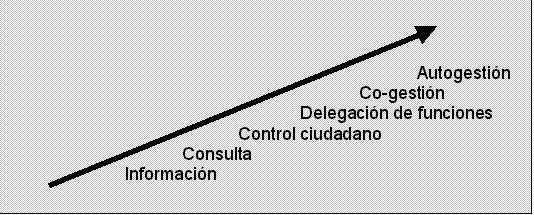 Autogestión
Co-gestión
Delegación de funciones
Control ciudadano
Consulta
Información